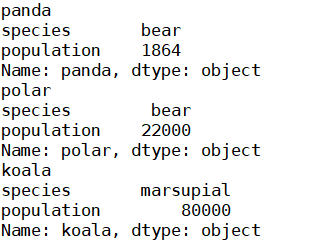 panda
species       bear
population    1864
Name: panda, dtype: object
polar
species        bear
population    22000
Name: polar, dtype: object
koala
species       marsupial
population        80000
Name: koala, dtype: object